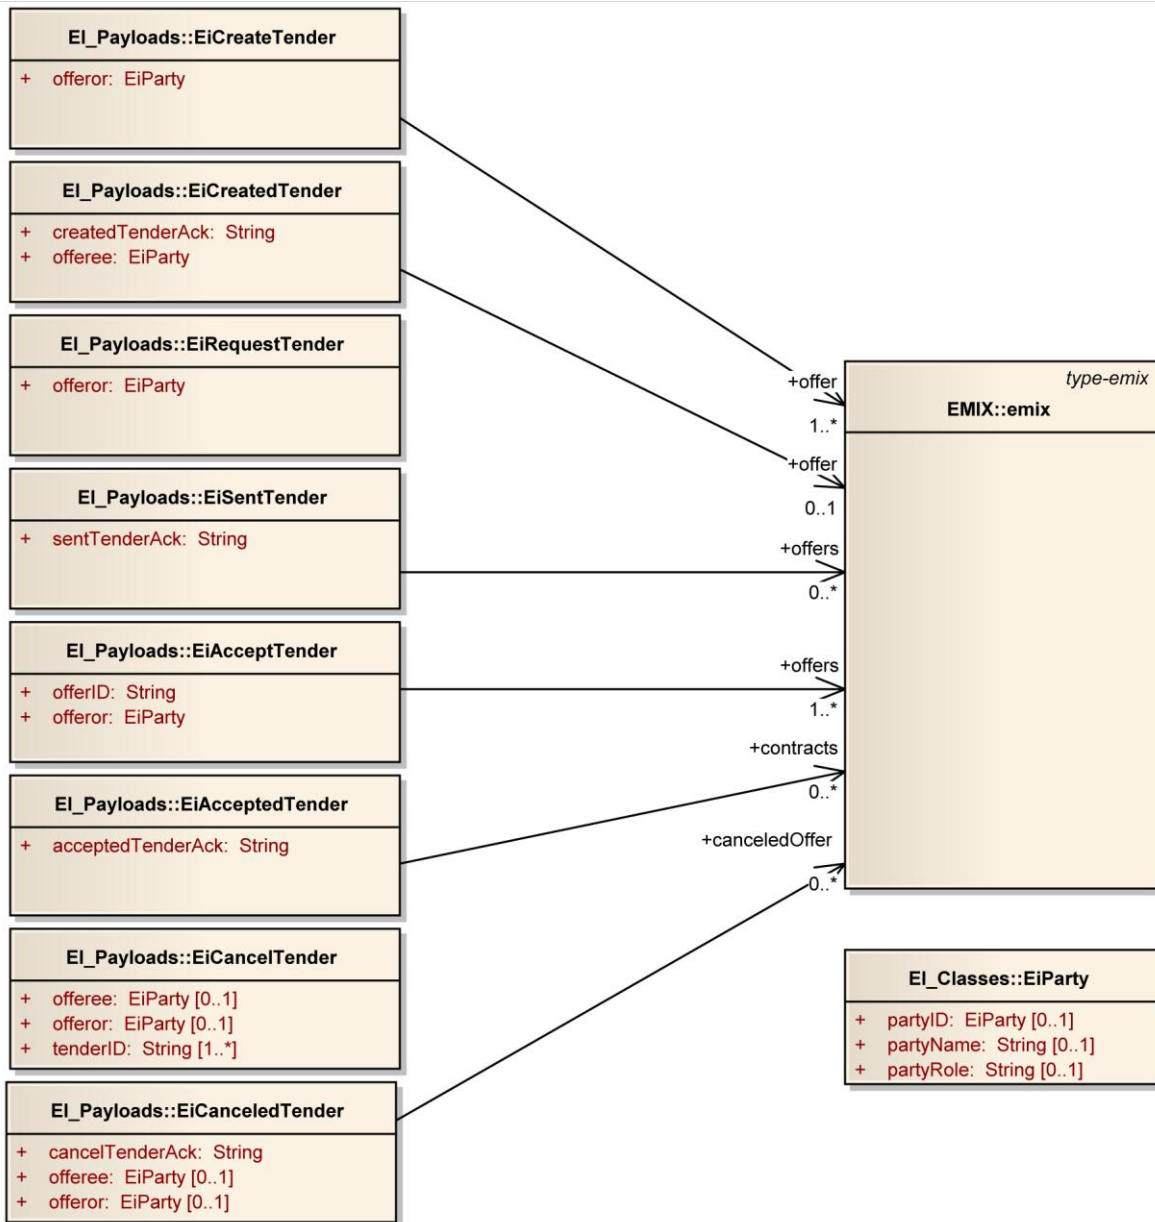 EI_Payloads::EiCreateTender
+ offeror: EiParty
EI_Payloads::EiCreatedTender
+ createdTenderAck: String
+ offeree: EiParty
EI_Payloads::EiRequestTender
+ offeror: EiParty
EI_Payloads::EiSentTender
+ sentTenderAck: String
EI_Payloads::EiAcceptTender
+ offerID: String
+ offeror: EiParty
EI_Payloads::EiAcceptedTender
+ acceptedTenderAck: String
EI_Payloads::EiCancelTender
+ offeree: EiParty [0..1]
+ offeror: EiParty [0..1]
+ tenderID: String [1..*]
EI_Payloads::EiCanceledTender
+ cancelTenderAck: String
+ offeree: EiParty [0..1]
+ offeror: EiParty [0..1]
+offer
1..*
+offer
0..1
+offers
0..*
+offers
1..*
+contracts
0..*
+canceledOffer
0..*
type-emix
EMIX::emix
EI_Classes::EiParty
+ partyID: EiParty [0..1]
+ partyName: String [0..1]
+ partyRole: String [0..1]